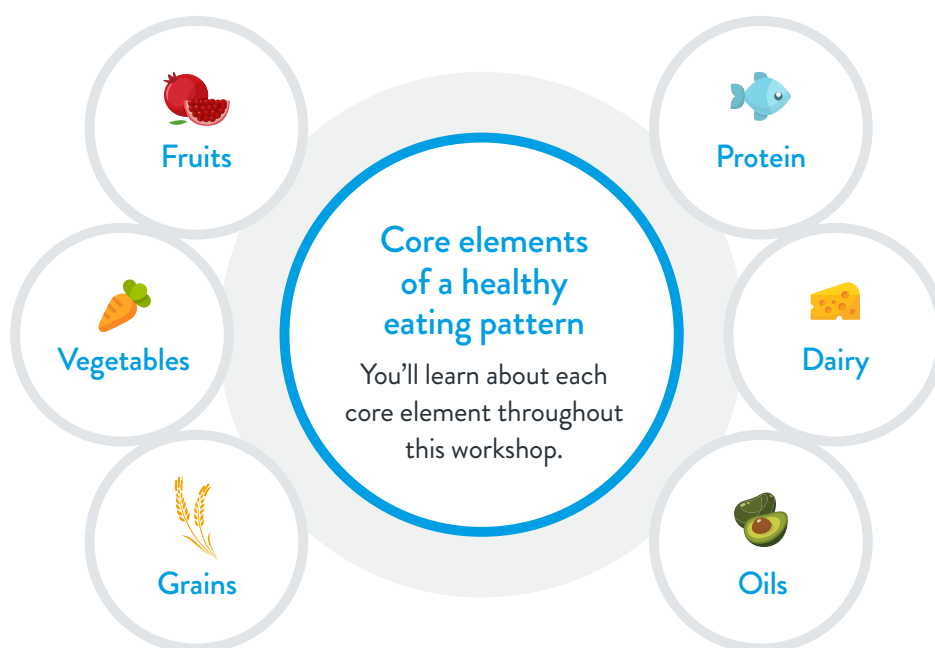 Fruits
Protein
Core elements
of a healthy
eating pattern
You'll learn about each
core element throughout
this workshop.
Vegetables
Dairy
Grains
Oils